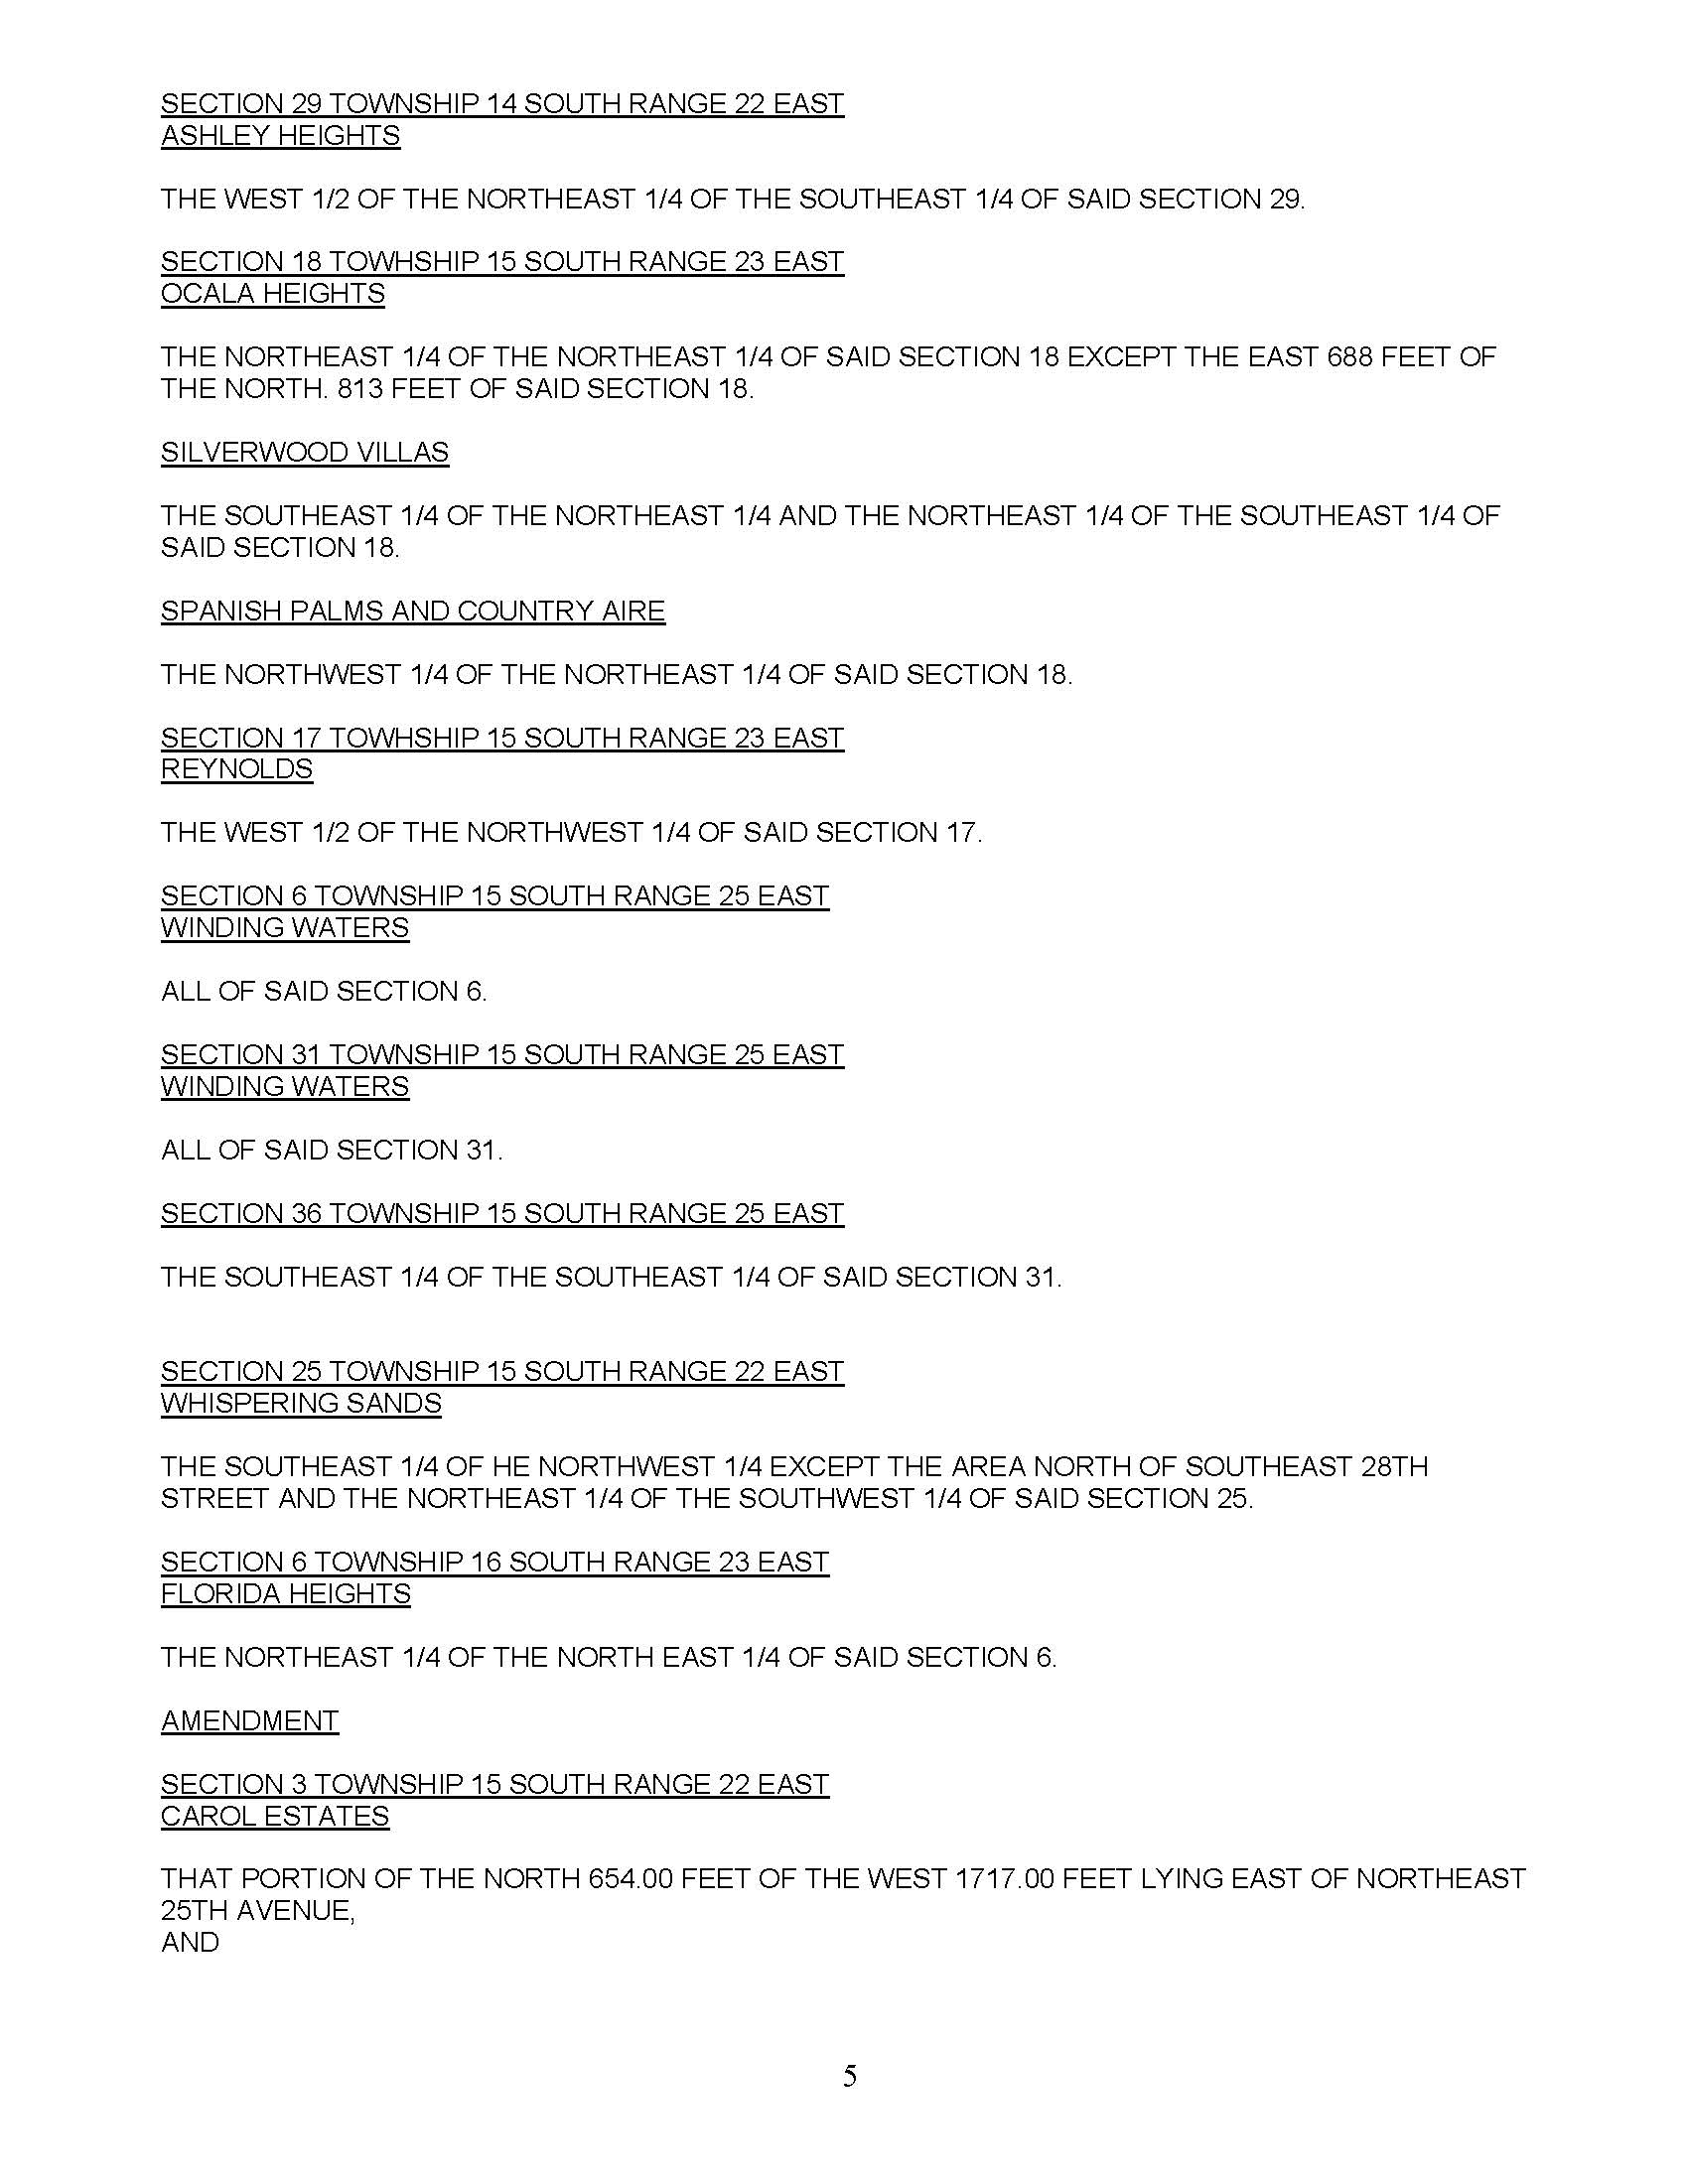 SECTION 29 TOWNSHIP 14 SOUTH RANGE 22 EAST
ASHLEY HEIGHTS
THE WEST 1/2 OF THE NORTHEAST 1/4 OF THE SOUTHEAST 1/4 OF SAID SECTION 29.
SECTION 18 TOWHSHIP 15 SOUTH RANGE 23 EAST
OCALA HEIGHTS
THE NORTHEAST 1/4 OF THE NORTHEAST 1/4 OF SAID SECTION 18 EXCEPT THE EAST 688 FEET OF
THE NORTH. 813 FEET OF SAID SECTION 18.
SILVERWOOD VILLAS
THE SOUTHEAST 1/4 OF THE NORTHEAST 1/4 AND THE NORTHEAST 1/4 OF THE SOUTHEAST 1/4 OF
SAID SECTION 18.
SPANISH PALMS AND COUNTRY AIRE
THE NORTHWEST 1/4 OF THE NORTHEAST 1/4 OF SAID SECTION 18.
SECTION 17 TOWHSHIP 15 SOUTH RANGE 23 EAST
REYNOLDS
THE WEST 1/2 OF THE NORTHWEST 1/4 OF SAID SECTION 17.
SECTION 6 TOWNSHIP 15 SOUTH RANGE 25 EAST
WINDING WATERS
ALL OF SAID SECTION 6.
SECTION 31 TOWNSHIP 15 SOUTH RANGE 25 EAST
WINDING WATERS
ALL OF SAID SECTION 31.
SECTION 36 TOWNSHIP 15 SOUTH RANGE 25 EAST
THE SOUTHEAST 1/4 OF THE SOUTHEAST 1/4 OF SAID SECTION 31.
SECTION 25 TOWNSHIP 15 SOUTH RANGE 22 EAST
WHISPERING SANDS
THE SOUTHEAST 1/4 OF HE NORTHWEST 1/4 EXCEPT THE AREA NORTH OF SOUTHEAST 28TH
STREET AND THE NORTHEAST 1/4 OF THE SOUTHWEST 1/4 OF SAID SECTION 25.
SECTION 6 TOWNSHIP 16 SOUTH RANGE 23 EAST
FLORIDA HEIGHTS
THE NORTHEAST 1/4 OF THE NORTH EAST 1/4 OF SAID SECTION 6.
AMENDMENT
SECTION 3 TOWNSHIP 15 SOUTH RANGE 22 EAST
CAROL ESTATES
THAT PORTION OF THE NORTH 654.00 FEET OF THE WEST 1717.00 FEET LYING EAST OF NORTHEAST
25TH AVENUE,
AND
5